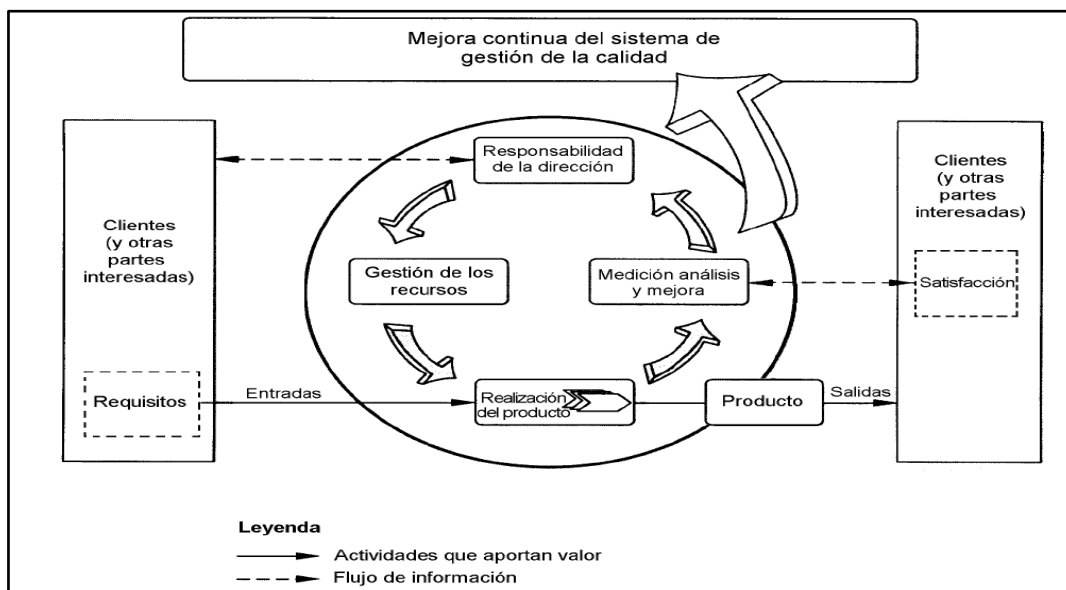 Mejora continua del sistema de
gestión de la calidad
Responsabilidad
de la dirección
Clientes
(y otras
partes
interesadas)
Clientes
(y otras
partes
interesadas)
Gestión de los
recursos
Medición análisis
y mejora
Satisfacción
Requisitos
Entradas
Realización
del producto
Producto
Salidas
Leyenda
Actividades que aportan valor
Flujo de información